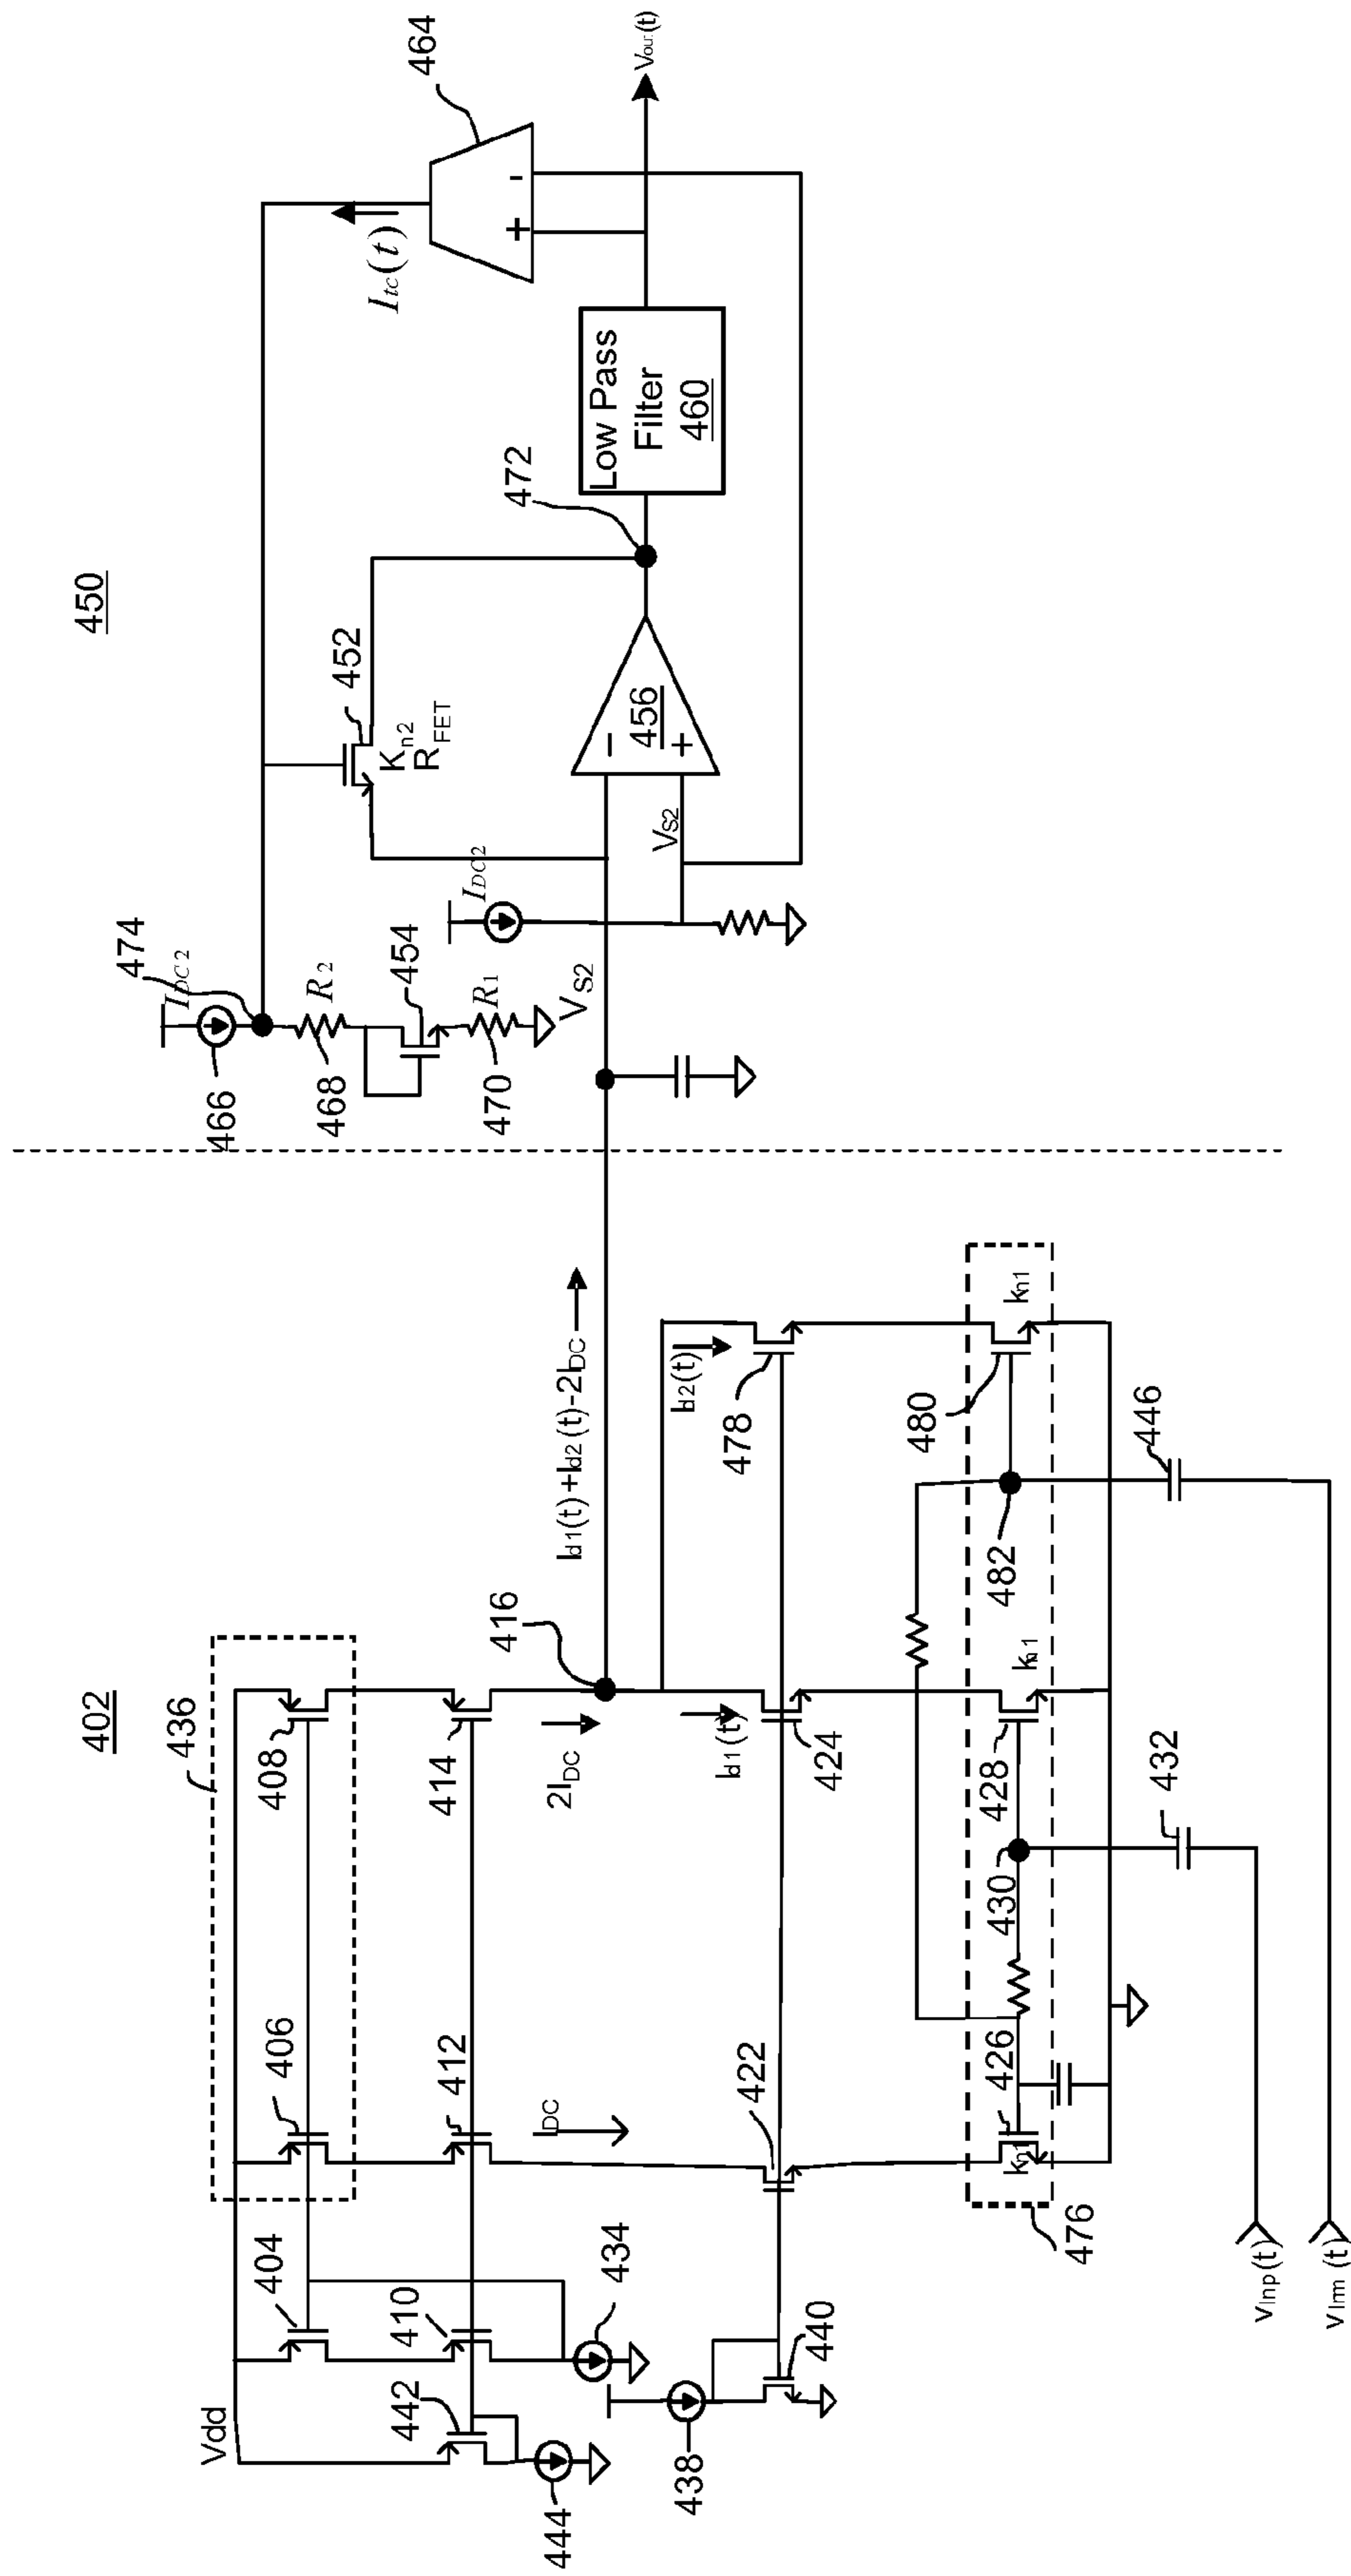 450
464
Vout(t)
Itc(t)
+
-
Low Pass
Filter
460
472
452
Kn2
RFET
456
−
+
VS2
IDC2
474
IDC2
R2
454
R1
VS2
466
468
470
402
436
408
414
416
2IDC
Id1(t)+Id2(t)-2IDC
Id1(t)
424
Id2(t)
478
kn1
480
446
482
kn1
428
432
430
406
412
IDC
422
426
kn1
476
404
410
434
440
Vdd
442
444
438
vInp(t)
vInm(t)